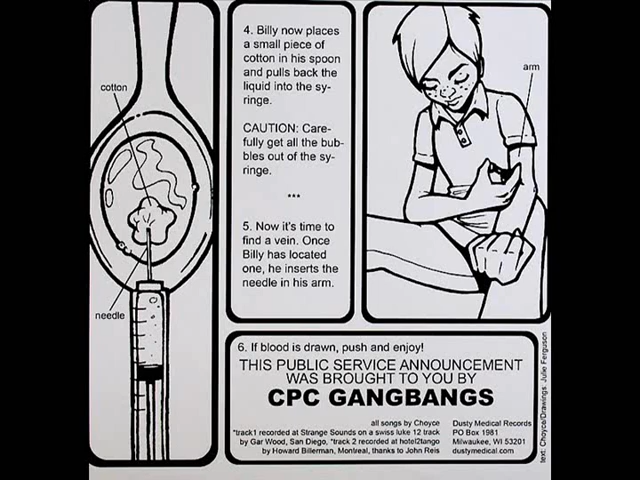 cotton
needle
4. Billy now places
a small piece of
cotton in his spoon
and pulls back the
liquid into the sy-
ringe.
CAUTION: Care-
fully get all the bub-
bles out of the sy-
ringe.
***
5. Now it's time to
find a vein. Once
Billy has located
one, he inserts the
needle in his arm.
arm
6. If blood is drawn, push and enjoy!
THIS PUBLIC SERVICE ANNOUNCEMENT
WAS BROUGHT TO YOU BY
CPC GANGBANGS
all songs by Choyce
*track1 recorded at Strange Sounds on a swiss luke 12 track
by Gar Wood, San Diego, *track 2 recorded at hotel2tango
by Howard Billerman, Montreal, thanks to John Reis
Dusty Medical Records
PO Box 1981
Milwaukee, WI 53201
dustymedical.com
text: Choyce/Drawings: Julie Ferguson